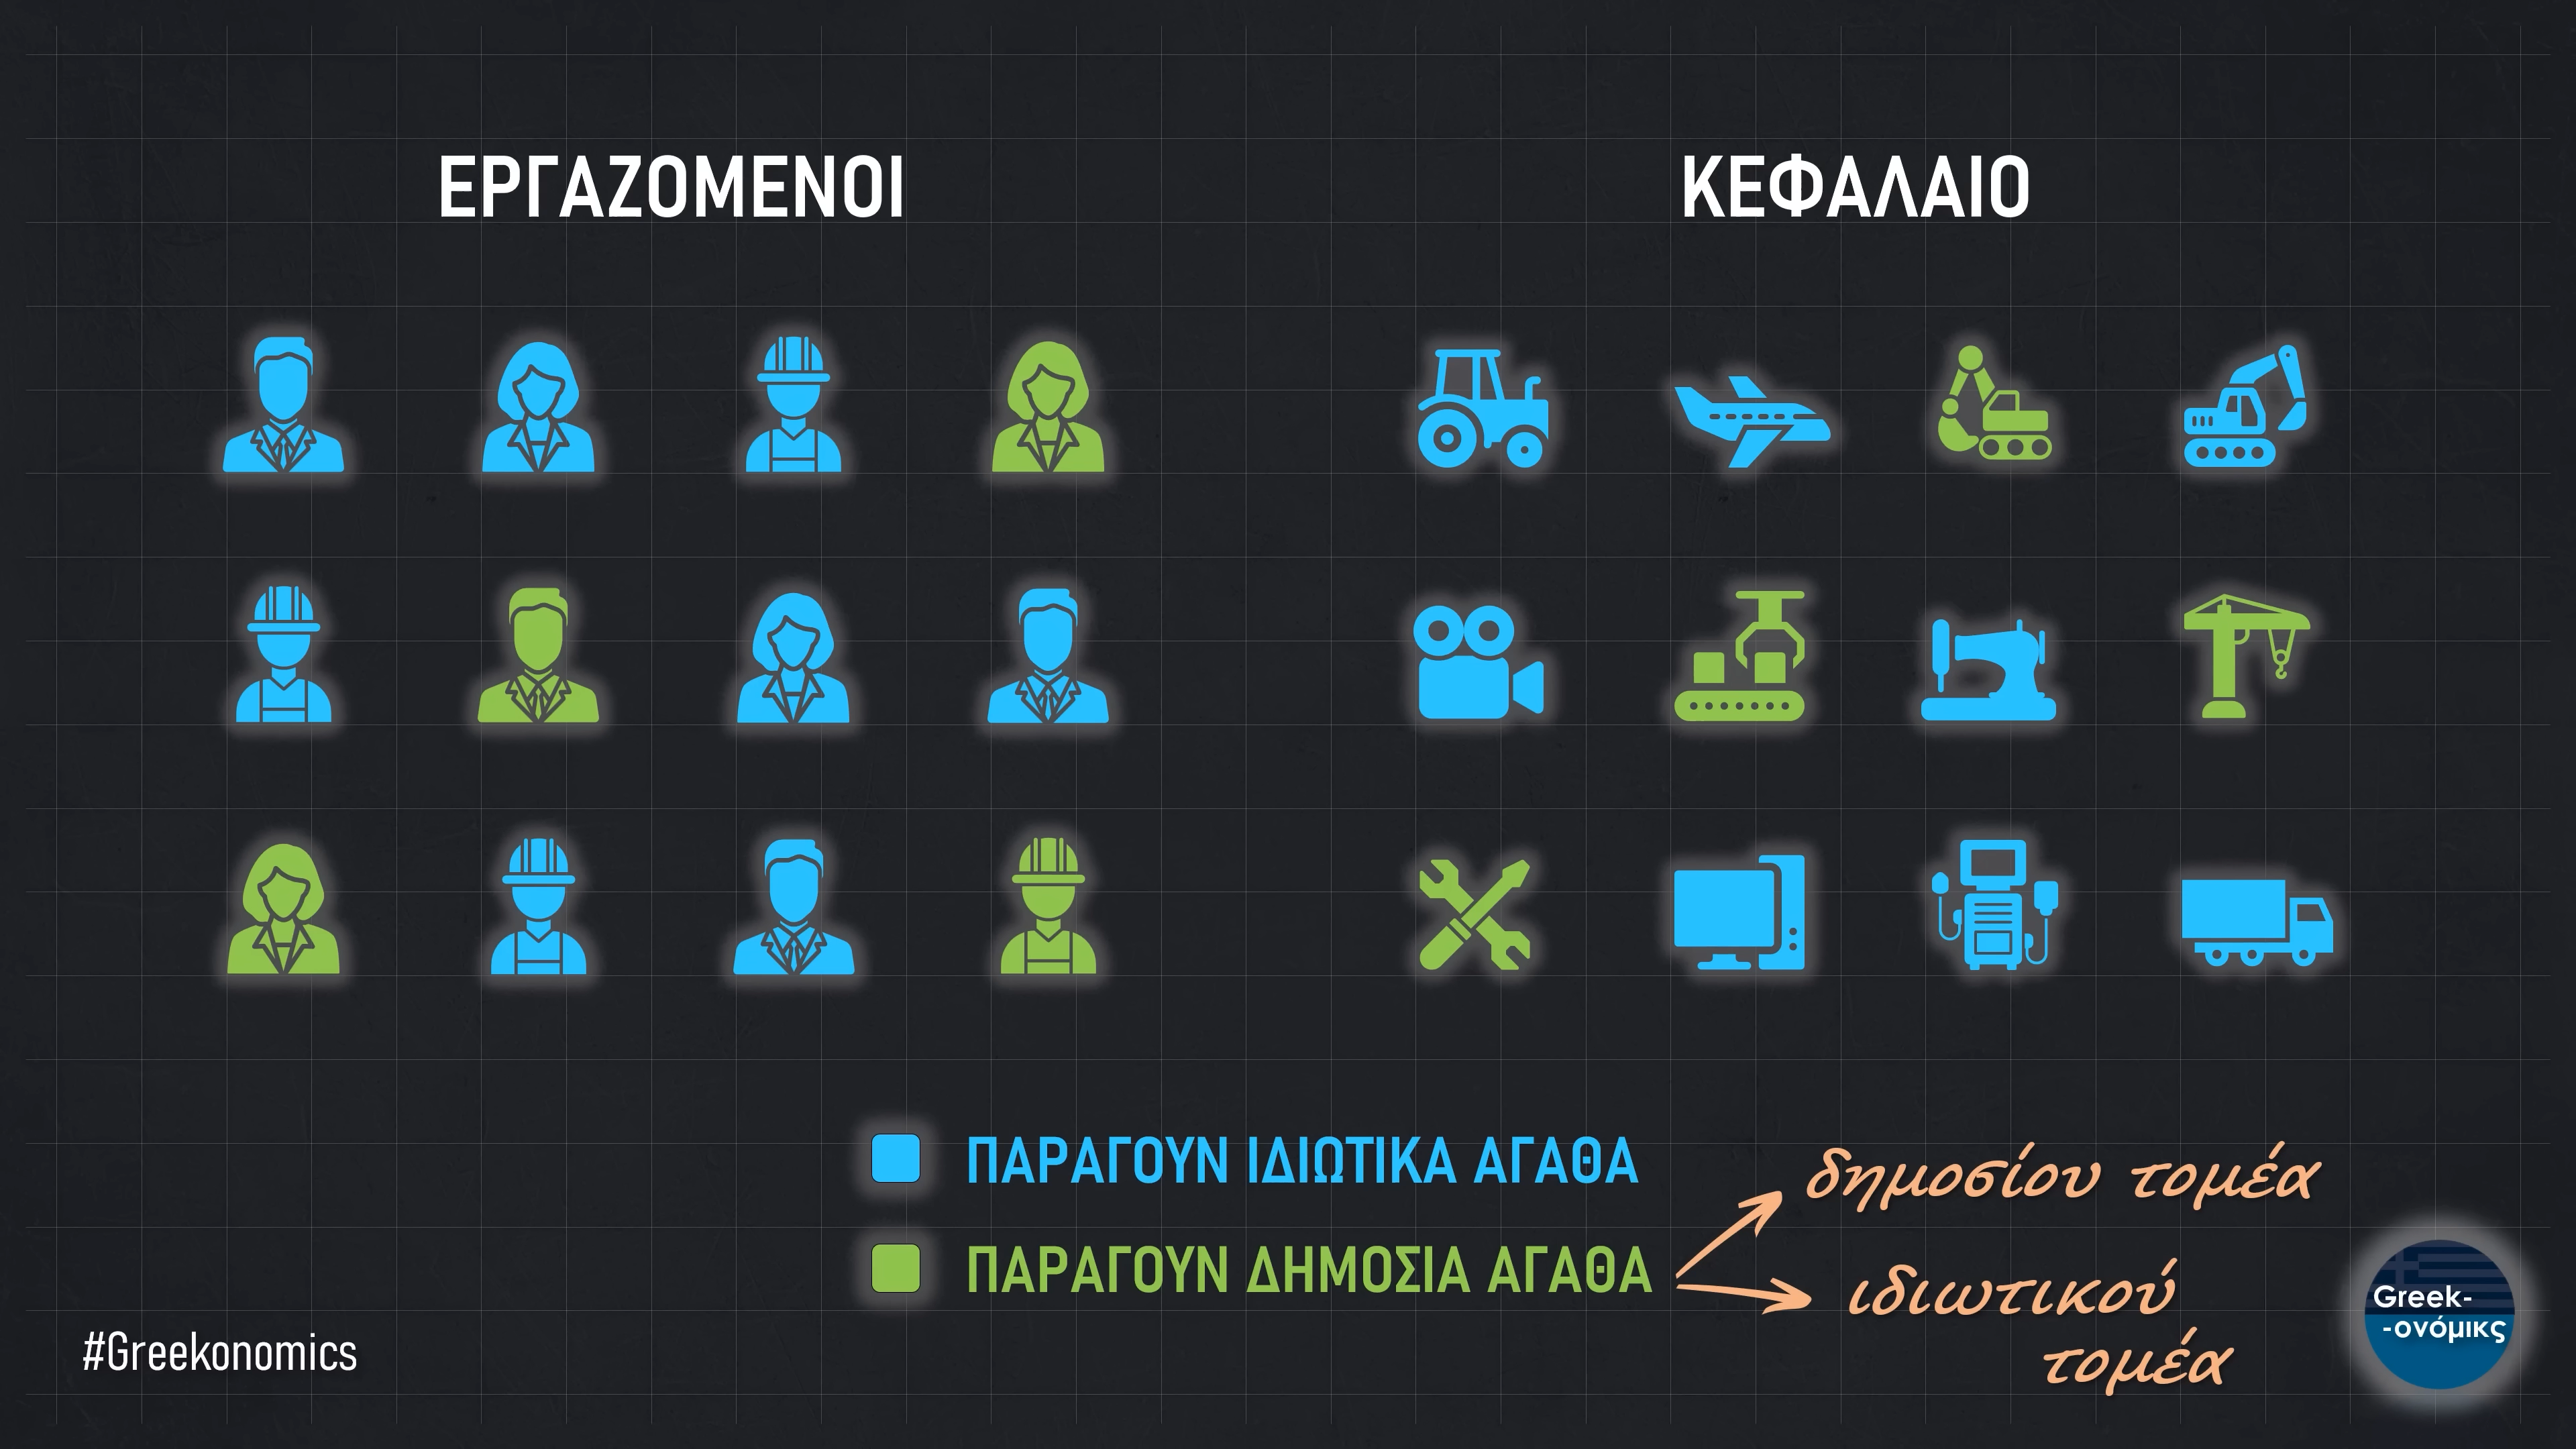 ΕΡΓΑΖΟΜΕΝΟΙ
ΚΕΦΑΛΑΙΟ
ΠΑΡΑΓΟΥΝ ΙΔΙΩΤΙΚΑ ΑΓΑΘΑ
ΠΑΡΑΓΟΥΝ ΔΗΜΟΣΙΑ ΑΓΑΘΑ
δημοσίου τομέα
ιδιωτικού
τομέα
#Greekonomics
Greek-
-ονόμικς